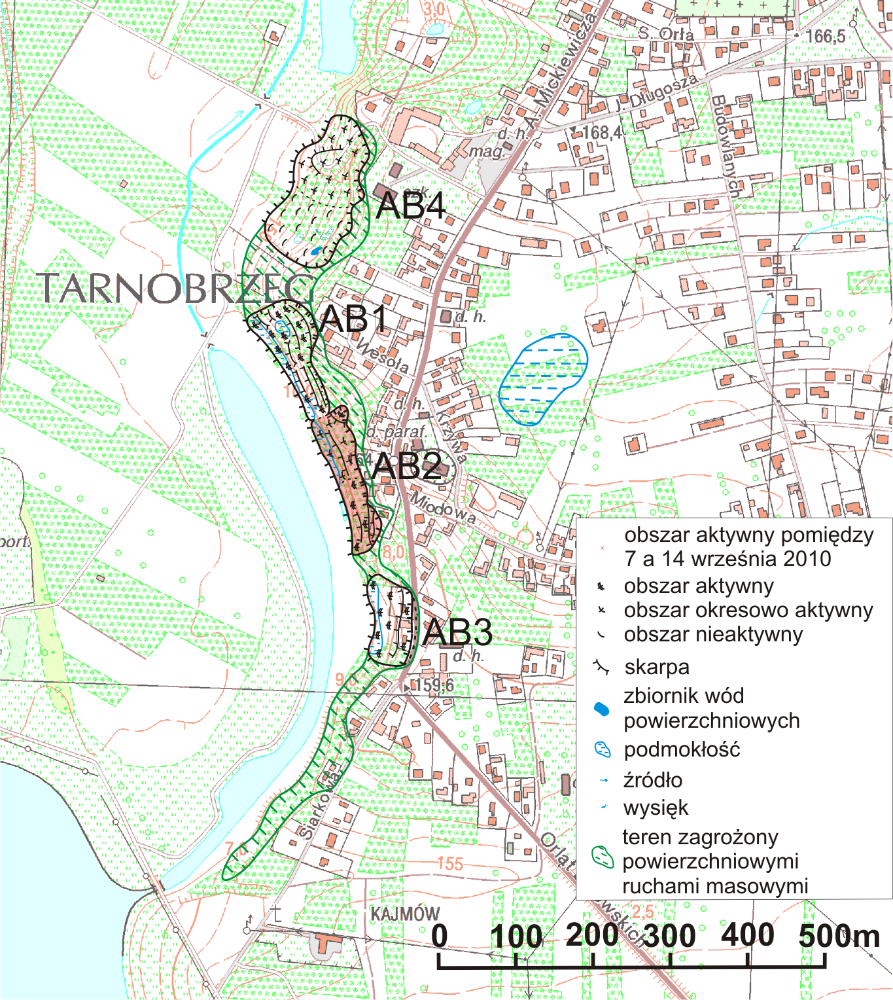 3,0
S. Orła
166,5
A. Mickiewicza
J. Długosza
Budowlanych
d. h.
168,4
mag.
szk.
AB4
TARNOBRZEG
AB1
d. h.
Wesoła
d. h.
Krzywa
d. paraf.
AB2
Miodowa
8,0
AB3
d. h.
159,6
Siarkowa
155
KAJMÓW
2,5
obszar aktywny pomiędzy
7 a 14 września 2010
obszar aktywny
obszar okresowo aktywny
obszar nieaktywny
skarpa
zbiornik wód
powierzchniowych
podmokłość
źródło
wysięk
teren zagrożony
powierzchniowymi
ruchami masowymi
0 100 200 300 400 500m